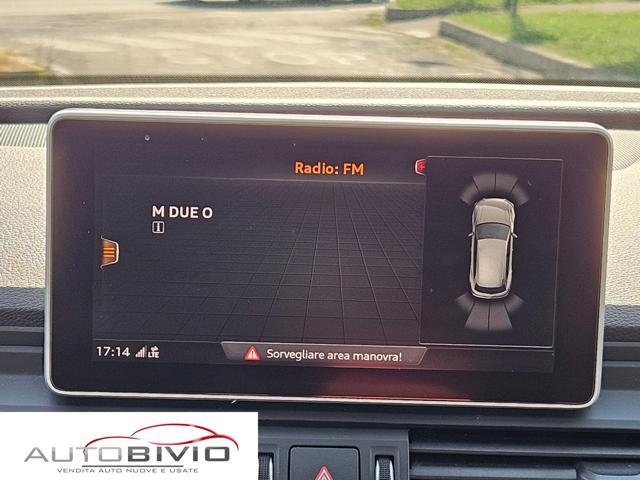 Radio: FM
M DUE O
i
17:14 LTE
Sorvegliare area manovra!
AUTOBIVIO
VENDITA AUTO NUOVE E USATE